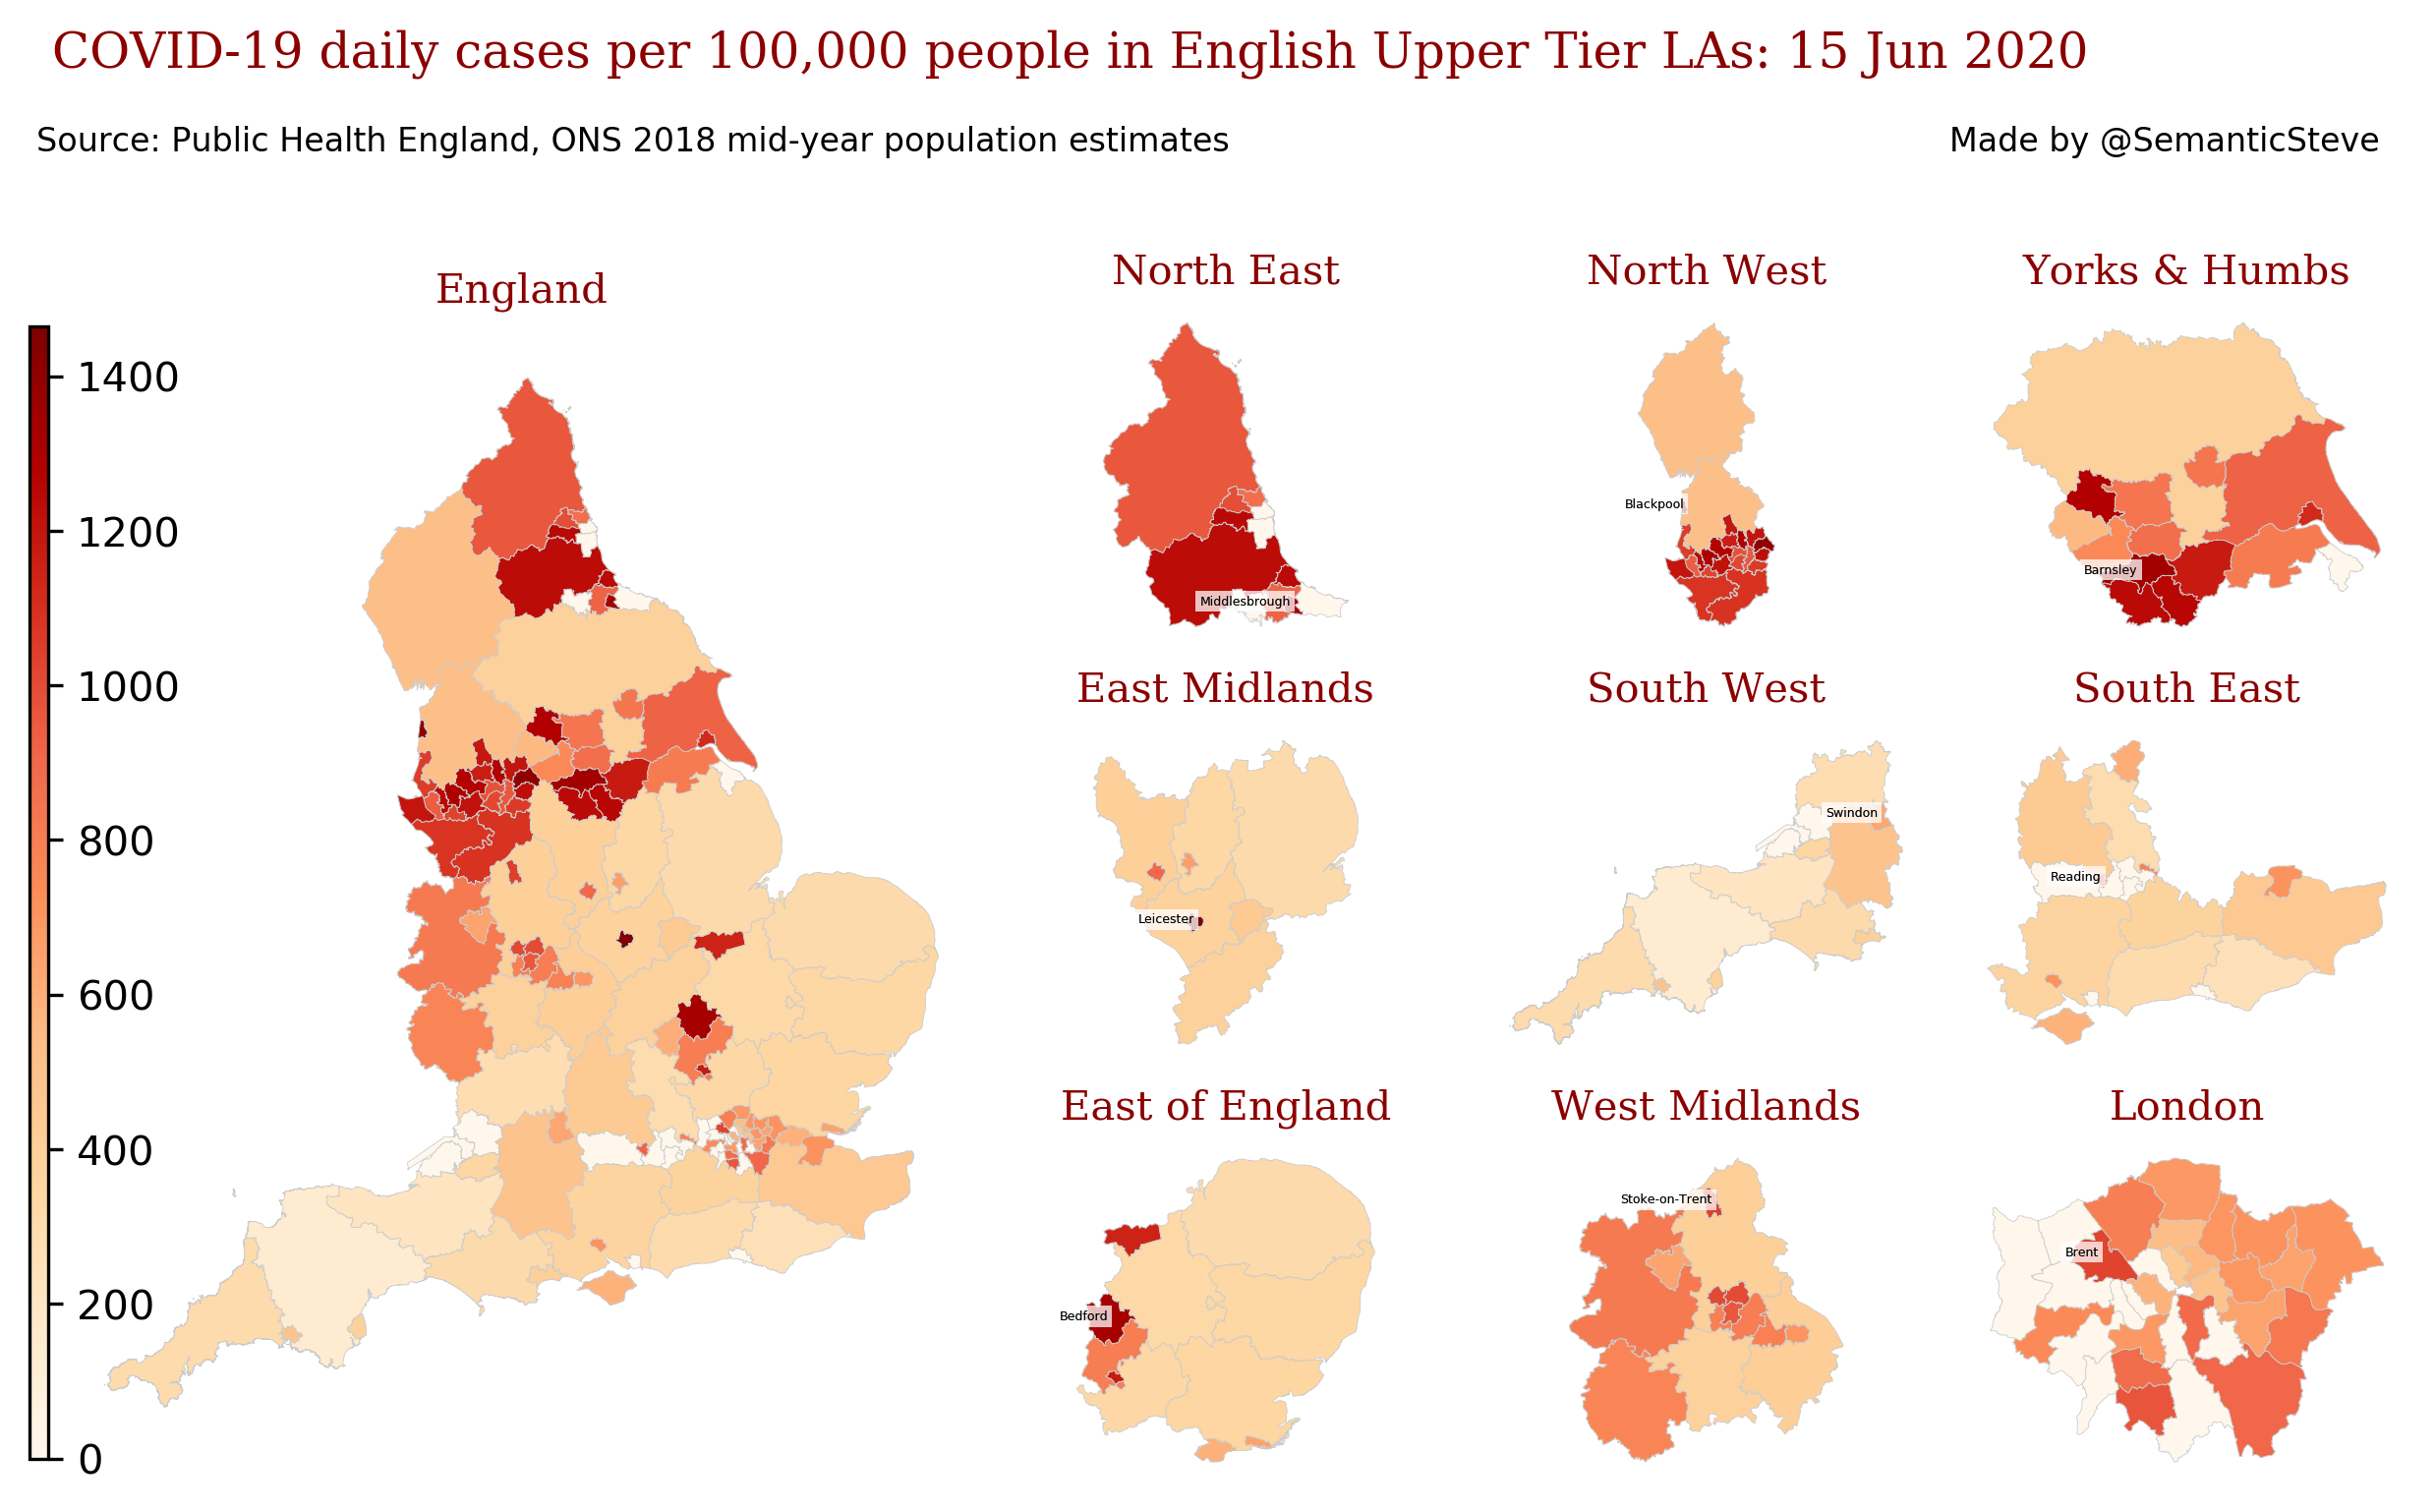 COVID-19 daily cases per 100,000 people in English Upper Tier LAs: 15 Jun 2020
Source: Public Health England, ONS 2018 mid-year population estimates
Made by @SemanticSteve
England
1400
1200
1000
800
600
400
200
0
North East
Middlesbrough
North West
Blackpool
Yorks & Humbs
Barnsley
East Midlands
Leicester
South West
Swindon
South East
Reading
East of England
Bedford
West Midlands
Stoke-on-Trent
London
Brent